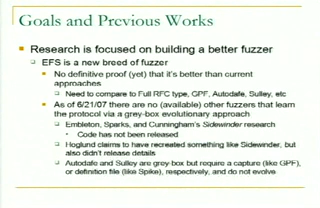 Goals and Previous Works
Research is focused on building a better fuzzer
EFS is a new breed of fuzzer
No definitive proof (yet) that it's better than current
approaches
Need to compare to Full RFC type, GPF, Autodafe, Sulley, etc
As of 6/21/07 there are no (available) other fuzzers that learn
the protocol via a grey-box evolutionary approach
Embleton, Sparks, and Cunningham's Sidewinder research
Code has not been released
Hoglund claims to have recreated something like Sidewinder, but
also didn't release details
Autodafe and Sulley are grey-box but require a capture (like GPF),
or definition file (like Spike), respectively, and do not evolve